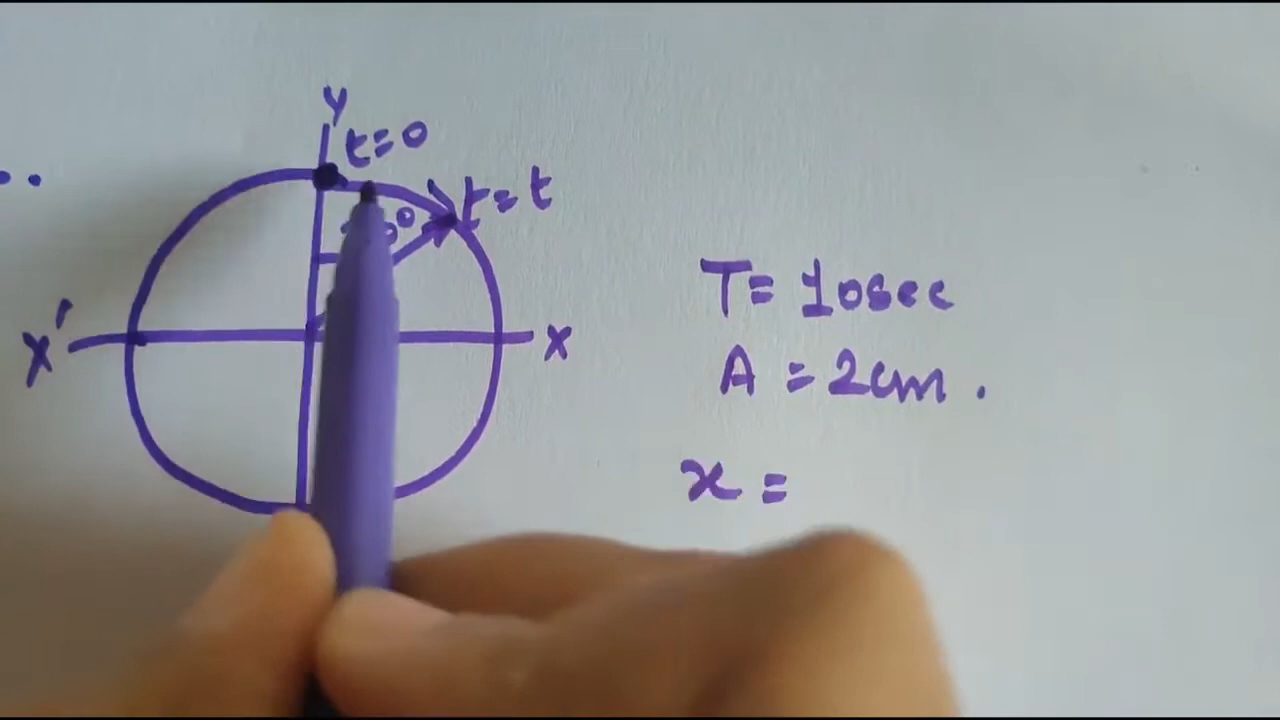 y
t=0
t=t
x'
x
T= 10sec
A = 2cm.
x =